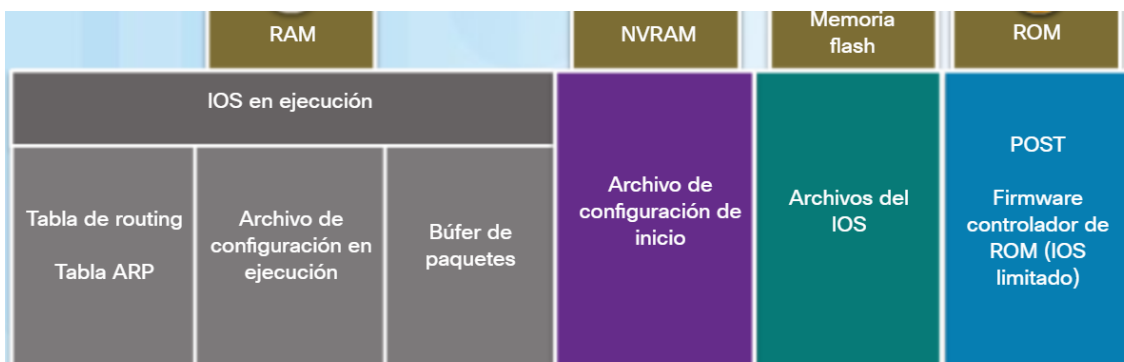 RAM
NVRAM
Memoria
flash
ROM
IOS en ejecución
Tabla de routing
Tabla ARP
Archivo de
configuración en
ejecución
Búfer de
paquetes
Archivo de
configuración de
inicio
Archivos del
IOS
POST
Firmware
controlador de
ROM (IOS
limitado)